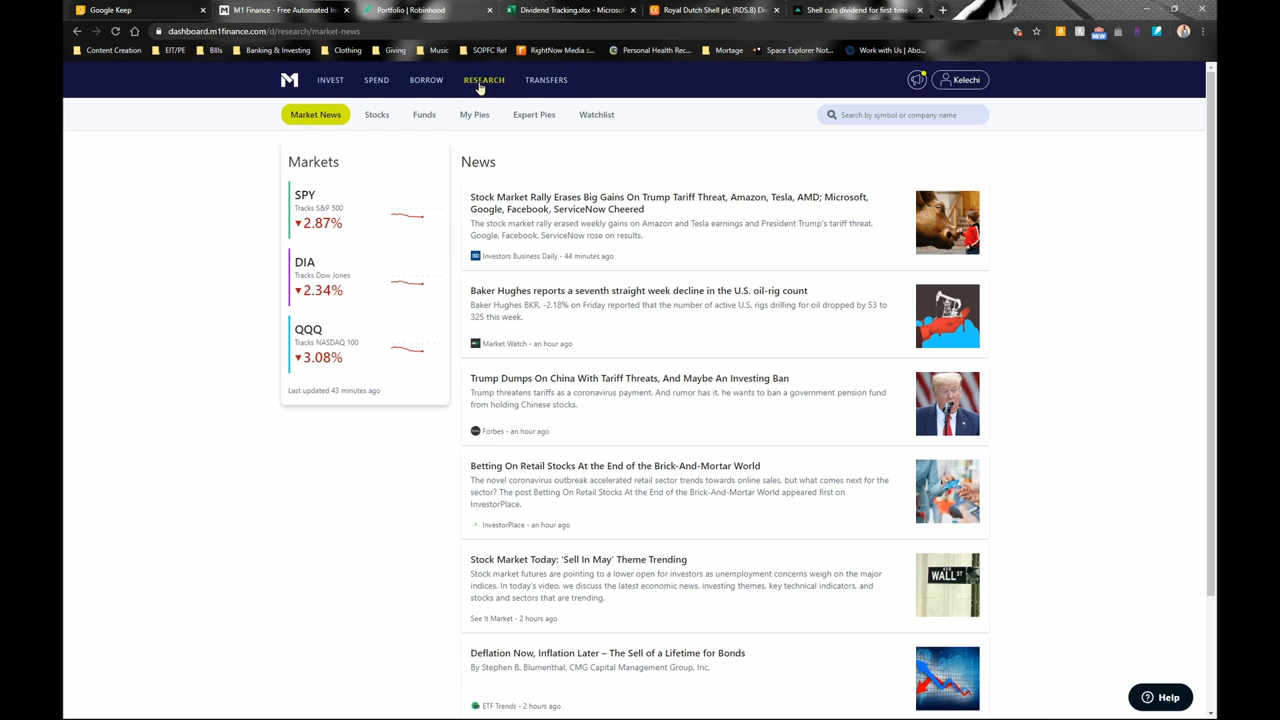 Google Keep
M1 Finance - Free Automated In
Portfolio | Robinhood
Dividend Tracking.xlsx - Microsof
Royal Dutch Shell plc (RDS.B) Div
Shell cuts dividend for first time
dashboard.m1finance.com/d/research/market-news
Content Creation
EIT/PE
Bills
Banking & Investing
Clothing
Giving
Music
SOPFC Ref
RightNow Media ::...
Personal Health Rec...
Mortage
Space Explorer Not...
Work with Us | Abo...
INVEST
SPEND
BORROW
RESEARCH
TRANSFERS
Kelechi
Market News
Stocks
Funds
My Pies
Expert Pies
Watchlist
Search by symbol or company name
Markets
SPY
Tracks S&P 500
▼2.87%
DIA
Tracks Dow Jones
▼2.34%
QQQ
Tracks NASDAQ 100
▼3.08%
Last updated 43 minutes ago
News
Stock Market Rally Erases Big Gains On Trump Tariff Threat, Amazon, Tesla, AMD; Microsoft,
Google, Facebook, ServiceNow Cheered
The stock market rally erased weekly gains on Amazon and Tesla earnings and President Trump's tariff threat.
Google, Facebook, ServiceNow rose on results.
Investors Business Daily - 44 minutes ago
Baker Hughes reports a seventh straight week decline in the U.S. oil-rig count
Baker Hughes BKR, -2.18% on Friday reported that the number of active U.S. rigs drilling for oil dropped by 53 to
325 this week.
Market Watch - an hour ago
Trump Dumps On China With Tariff Threats, And Maybe An Investing Ban
Trump threatens tariffs as a coronavirus payment. And rumor has it, he wants to ban a government pension fund
from holding Chinese stocks.
Forbes - an hour ago
Betting On Retail Stocks At the End of the Brick-And-Mortar World
The novel coronavirus outbreak accelerated retail sector trends towards online sales, but what comes next for the
sector? The post Betting On Retail Stocks At the End of the Brick-And-Mortar World appeared first on
InvestorPlace.
InvestorPlace - an hour ago
Stock Market Today: 'Sell In May' Theme Trending
Stock market futures are pointing to a lower open for investors as unemployment concerns weigh on the major
indices. In today's video, we discuss the latest economic news, investing themes, key technical indicators, and
stocks and sectors that are trending.
See It Market - 2 hours ago
WALL ST
Deflation Now, Inflation Later – The Sell of a Lifetime for Bonds
By Stephen B. Blumenthal, CMG Capital Management Group, Inc.
ETF Trends - 2 hours ago
Help